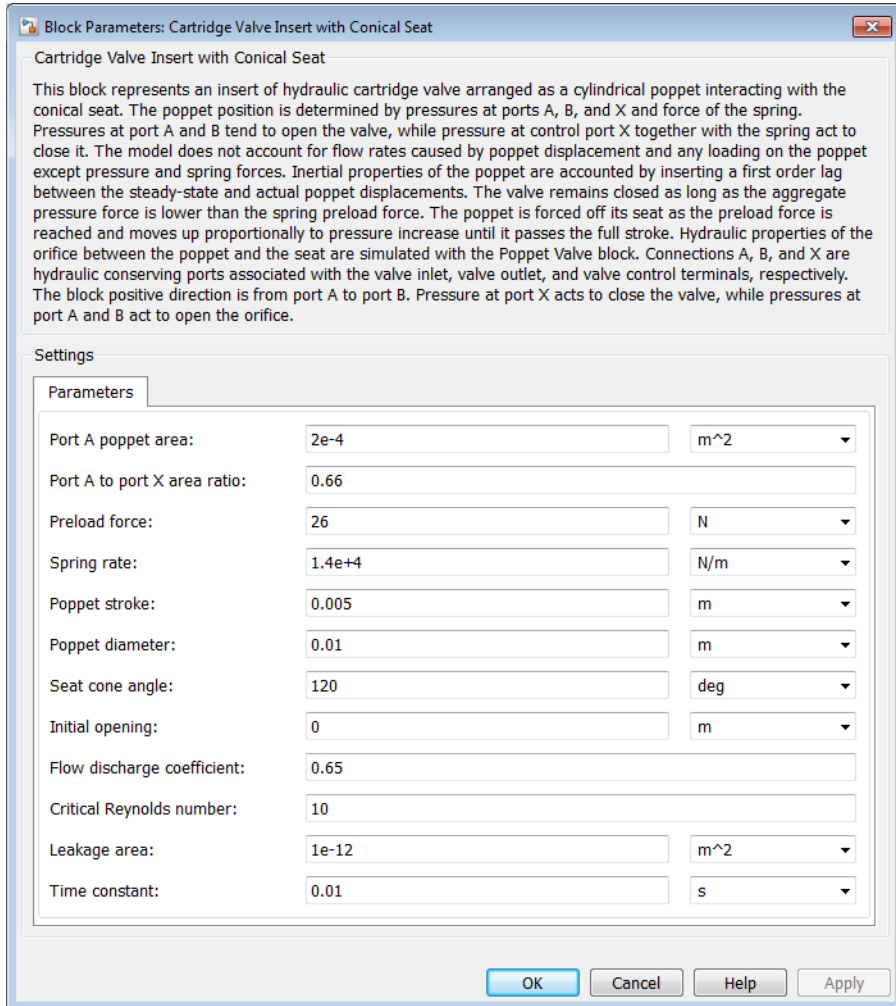 Block Parameters: Cartridge Valve Insert with Conical Seat
Cartridge Valve Insert with Conical Seat
This block represents an insert of hydraulic cartridge valve arranged as a cylindrical poppet interacting with the
conical seat. The poppet position is determined by pressures at ports A, B, and X and force of the spring.
Pressures at port A and B tend to open the valve, while pressure at control port X together with the spring act to
close it. The model does not account for flow rates caused by poppet displacement and any loading on the poppet
except pressure and spring forces. Inertial properties of the poppet are accounted by inserting a first order lag
between the steady-state and actual poppet displacements. The valve remains closed as long as the aggregate
pressure force is lower than the spring preload force. The poppet is forced off its seat as the preload force is
reached and moves up proportionally to pressure increase until it passes the full stroke. Hydraulic properties of the
orifice between the poppet and the seat are simulated with the Poppet Valve block. Connections A, B, and X are
hydraulic conserving ports associated with the valve inlet, valve outlet, and valve control terminals, respectively.
The block positive direction is from port A to port B. Pressure at port X acts to close the valve, while pressures at
port A and B act to open the orifice.
Settings
Parameters
Port A poppet area: 2e-4 m^2
Port A to port X area ratio: 0.66
Preload force: 26 N
Spring rate: 1.4e+4 N/m
Poppet stroke: 0.005 m
Poppet diameter: 0.01 m
Seat cone angle: 120 deg
Initial opening: 0 m
Flow discharge coefficient: 0.65
Critical Reynolds number: 10
Leakage area: 1e-12 m^2
Time constant: 0.01 s
OK Cancel Help Apply